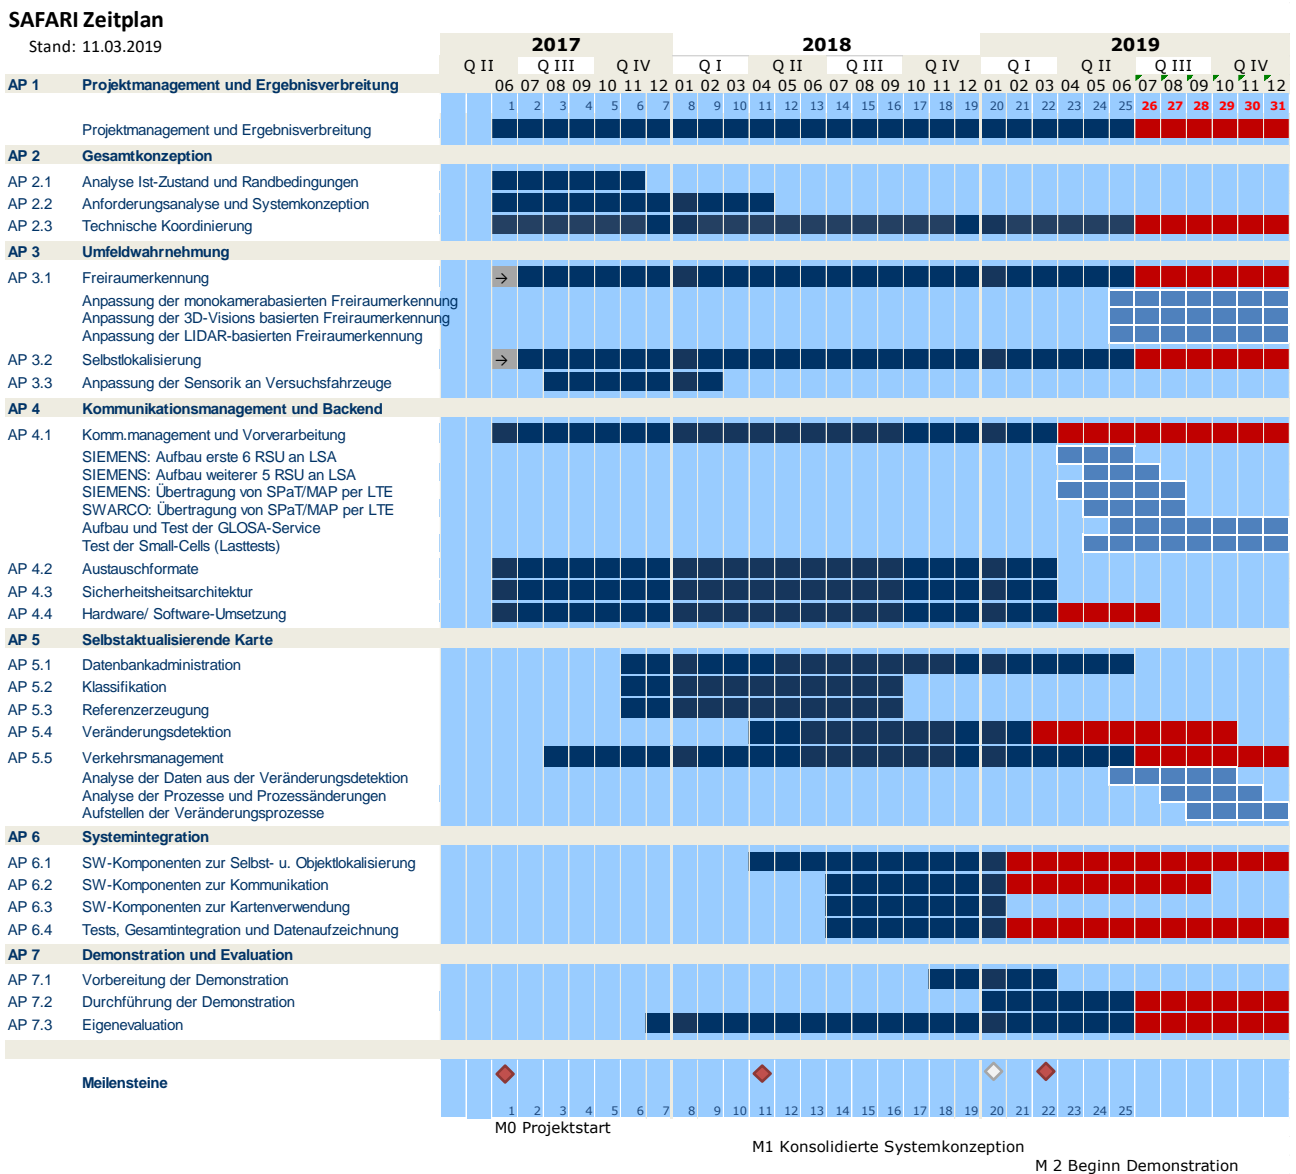 SAFARI Zeitplan
Stand: 11.03.2019
2017 2018 2019
Q II Q III Q IV Q I Q II Q III Q IV Q I Q II Q III Q IV
AP 1 Projektmanagement und Ergebnisverbreitung 06 07 08 09 10 11 12 01 02 03 04 05 06 07 08 09 10 11 12 01 02 03 04 05 06 07 08 09 10 11 12
1 2 3 4 5 6 7 8 9 10 11 12 13 14 15 16 17 18 19 20 21 22 23 24 25 26 27 28 29 30 31
Projektmanagement und Ergebnisverbreitung
AP 2 Gesamtkonzeption
AP 2.1 Analyse Ist-Zustand und Randbedingungen
AP 2.2 Anforderungsanalyse und Systemkonzeption
AP 2.3 Technische Koordinierung
AP 3 Umfeldwahrnehmung
AP 3.1 Freiraumerkennung →
Anpassung der monokamerabasierten Freiraumerkennung
Anpassung der 3D-Visions basierten Freiraumerkennung
Anpassung der LIDAR-basierten Freiraumerkennung
AP 3.2 Selbstlokalisierung →
AP 3.3 Anpassung der Sensorik an Versuchsfahrzeuge
AP 4 Kommunikationsmanagement und Backend
AP 4.1 Komm.management und Vorverarbeitung
SIEMENS: Aufbau erste 6 RSU an LSA
SIEMENS: Aufbau weiterer 5 RSU an LSA
SIEMENS: Übertragung von SPaT/MAP per LTE
SWARCO: Übertragung von SPaT/MAP per LTE
Aufbau und Test der GLOSA-Service
Test der Small-Cells (Lasttests)
AP 4.2 Austauschformate
AP 4.3 Sicherheitsheitsarchitektur
AP 4.4 Hardware/ Software-Umsetzung
AP 5 Selbstaktualisierende Karte
AP 5.1 Datenbankadministration
AP 5.2 Klassifikation
AP 5.3 Referenzerzeugung
AP 5.4 Veränderungsdetektion
AP 5.5 Verkehrsmanagement
Analyse der Daten aus der Veränderungsdetektion
Analyse der Prozesse und Prozessänderungen
Aufstellen der Veränderungsprozesse
AP 6 Systemintegration
AP 6.1 SW-Komponenten zur Selbst- u. Objektlokalisierung
AP 6.2 SW-Komponenten zur Kommunikation
AP 6.3 SW-Komponenten zur Kartenverwendung
AP 6.4 Tests, Gesamtintegration und Datenaufzeichnung
AP 7 Demonstration und Evaluation
AP 7.1 Vorbereitung der Demonstration
AP 7.2 Durchführung der Demonstration
AP 7.3 Eigenevaluation
Meilensteine
1 2 3 4 5 6 7 8 9 10 11 12 13 14 15 16 17 18 19 20 21 22 23 24 25
M0 Projektstart
M1 Konsolidierte Systemkonzeption
M 2 Beginn Demonstration